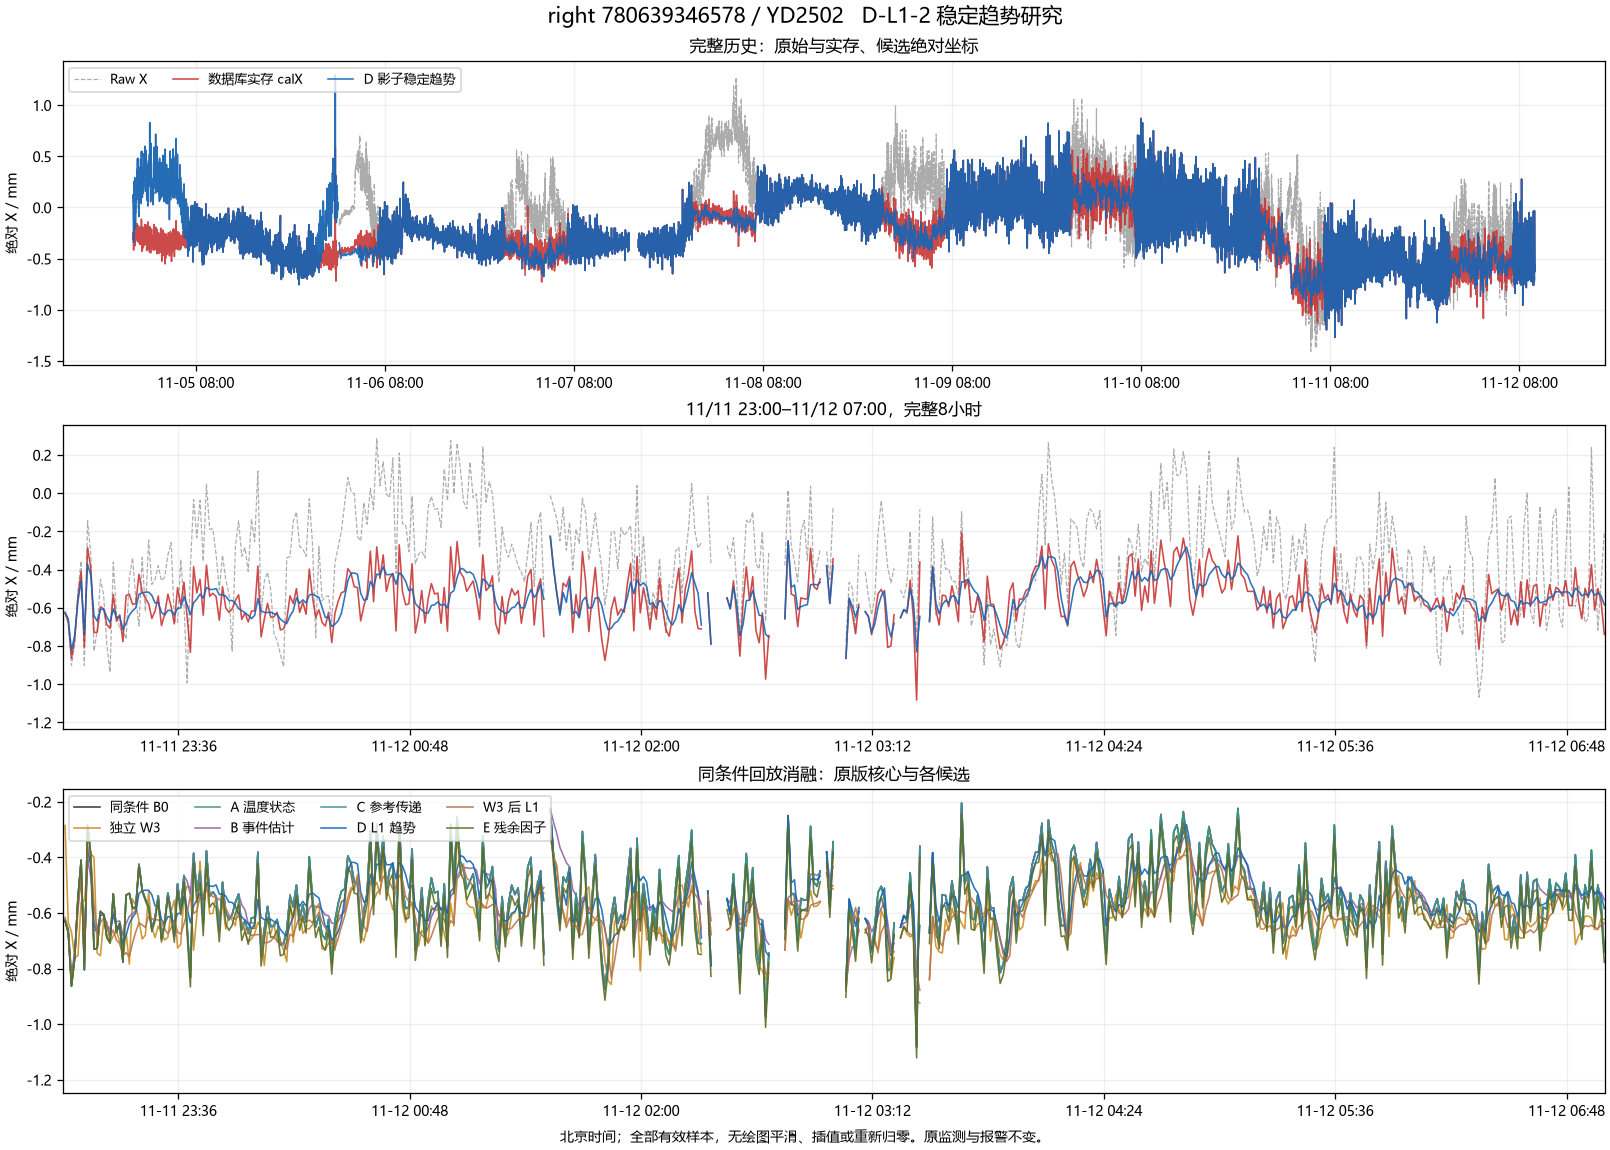 right 780639346578 / YD2502   D-L1-2 稳定趋势研究
完整历史：原始与实存、候选绝对坐标
Raw X   数据库实存 calX   D 影子稳定趋势
绝对 X / mm
1.0
0.5
0.0
-0.5
-1.0
-1.5
11-05 08:00   11-06 08:00   11-07 08:00   11-08 08:00   11-09 08:00   11-10 08:00   11-11 08:00   11-12 08:00
11/11 23:00–11/12 07:00，完整8小时
绝对 X / mm
0.2
0.0
-0.2
-0.4
-0.6
-0.8
-1.0
-1.2
11-11 23:36   11-12 00:48   11-12 02:00   11-12 03:12   11-12 04:24   11-12 05:36   11-12 06:48
同条件回放消融：原版核心与各候选
同条件 B0   A 温度状态   C 参考传递   W3 后 L1
独立 W3   B 事件估计   D L1 趋势   E 残余因子
绝对 X / mm
-0.2
-0.4
-0.6
-0.8
-1.0
-1.2
11-11 23:36   11-12 00:48   11-12 02:00   11-12 03:12   11-12 04:24   11-12 05:36   11-12 06:48
北京时间；全部有效样本，无绘图平滑、插值或重新归零。原监测与报警不变。